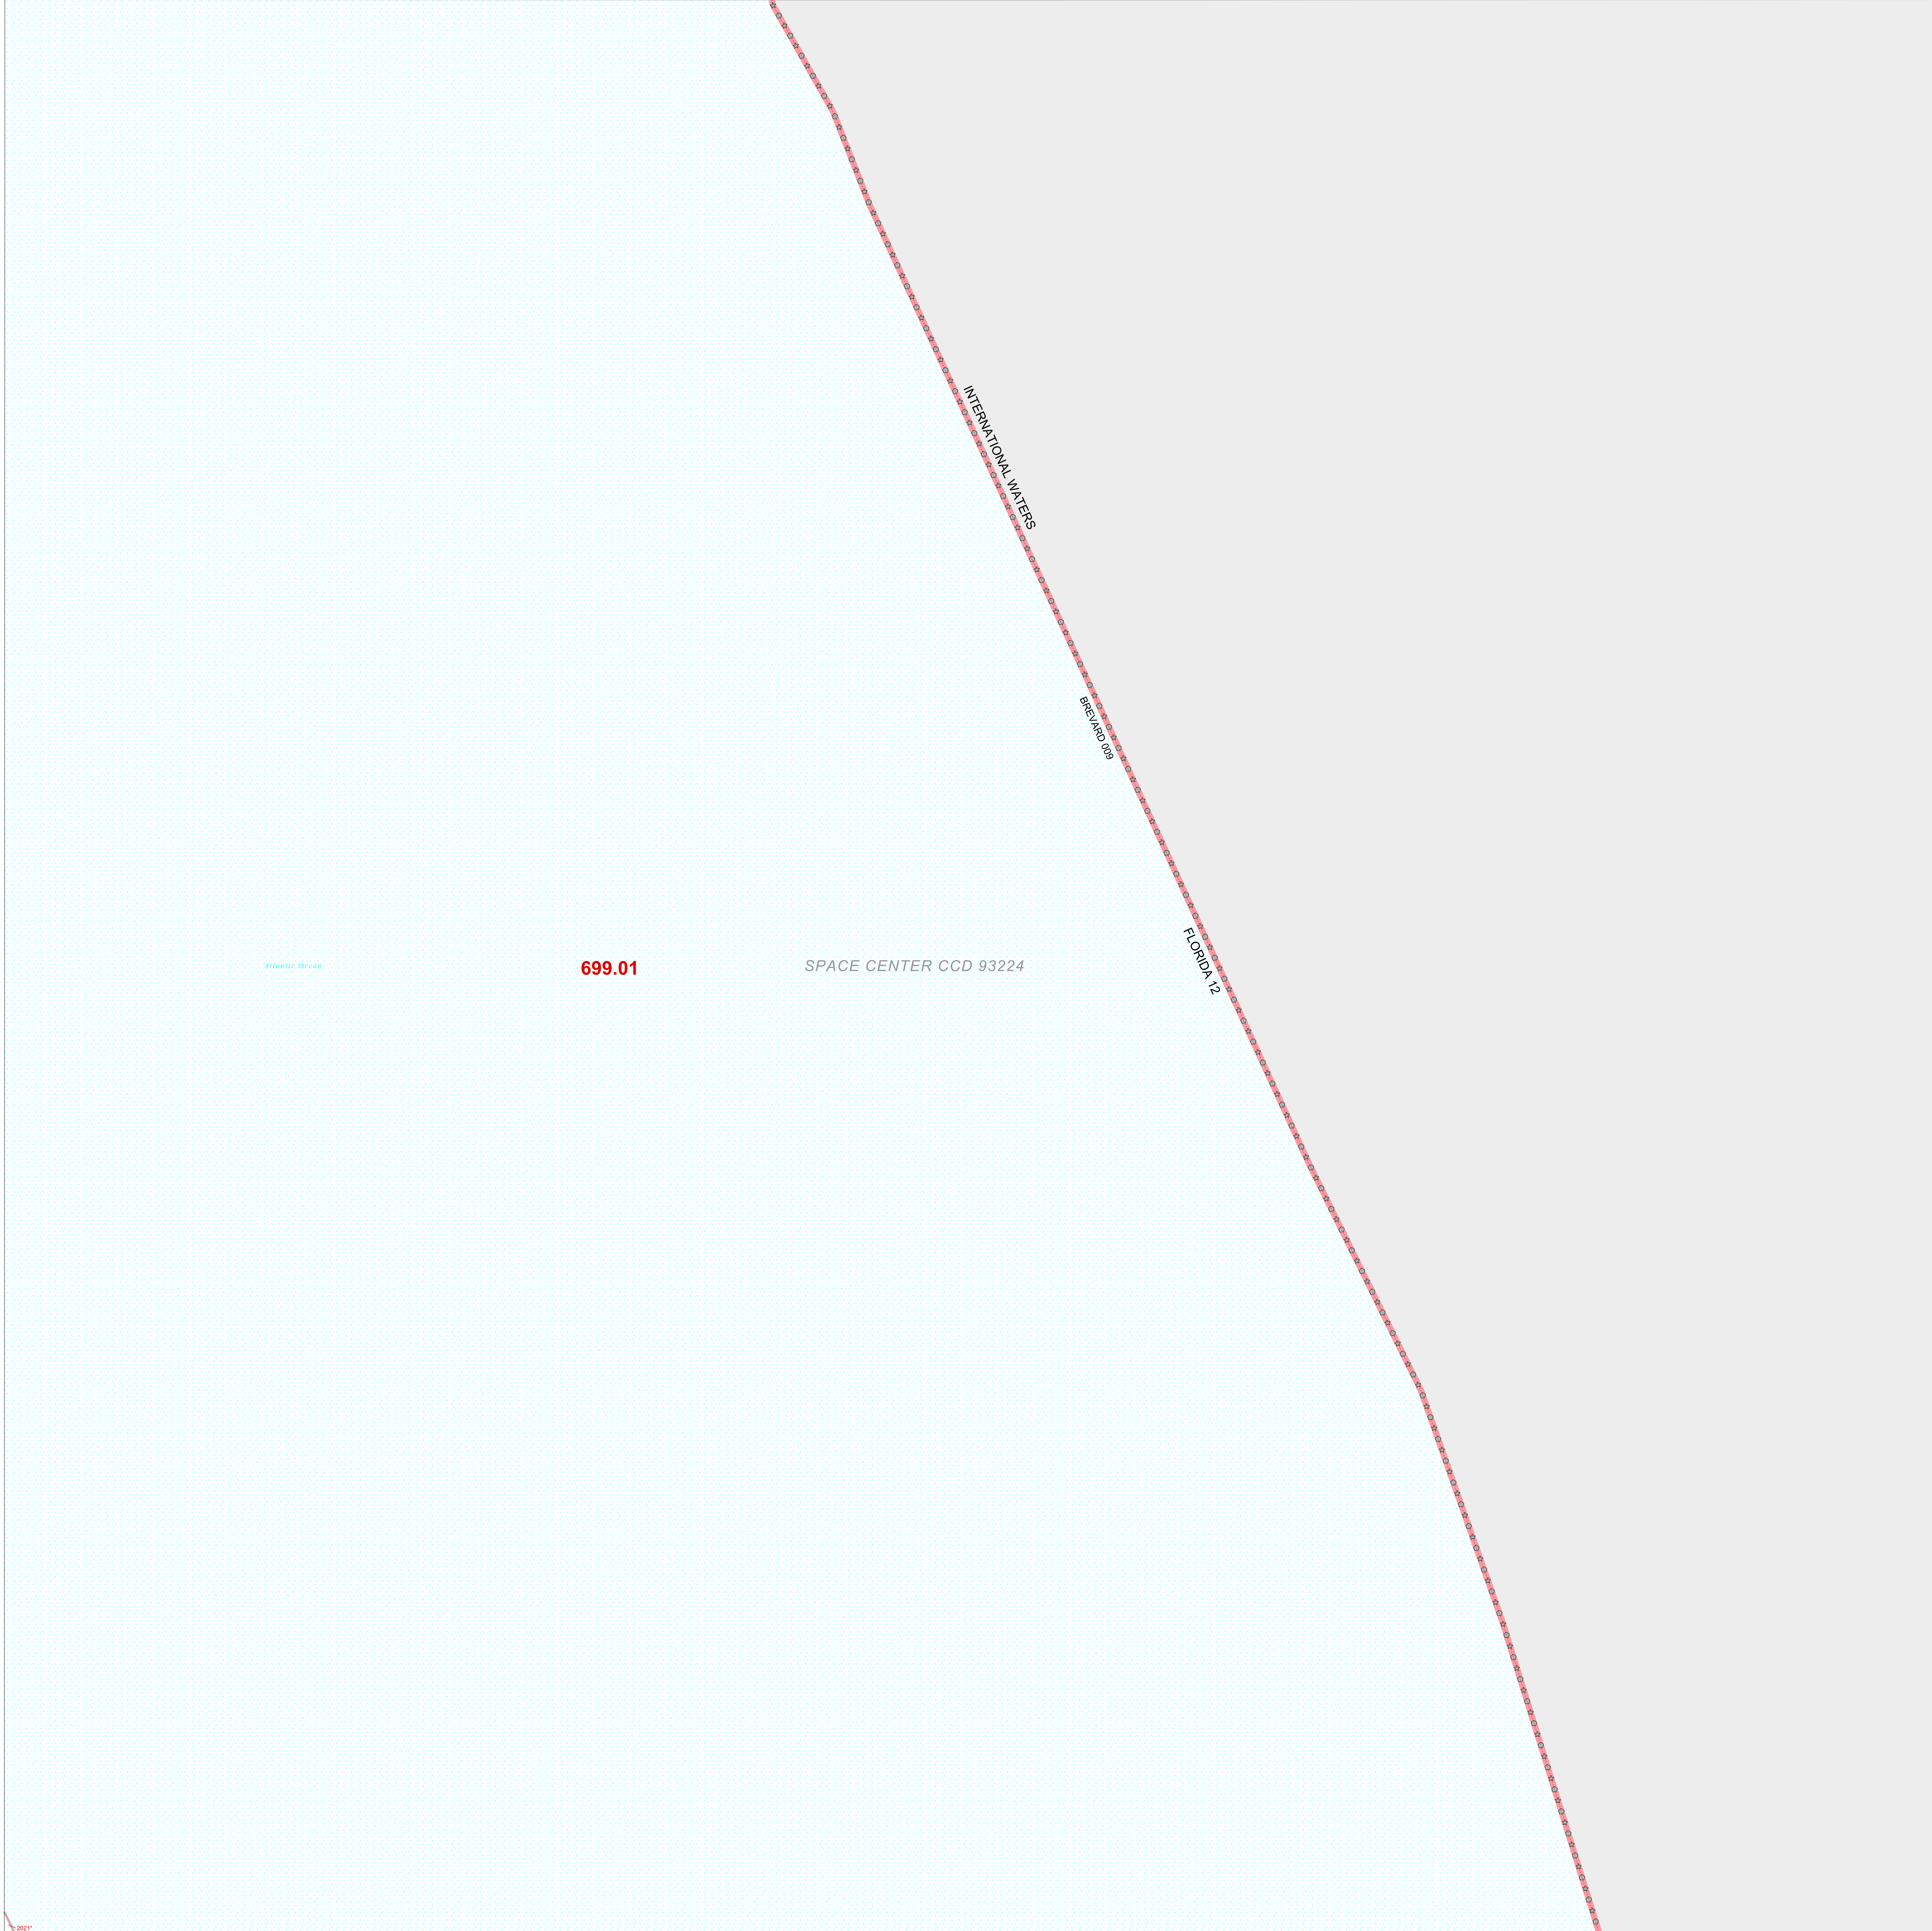 INTERNATIONAL WATERS
BREVARD 009
FLORIDA 12
Atlantic Ocean
699.01
SPACE CENTER CCD 93224
2021*